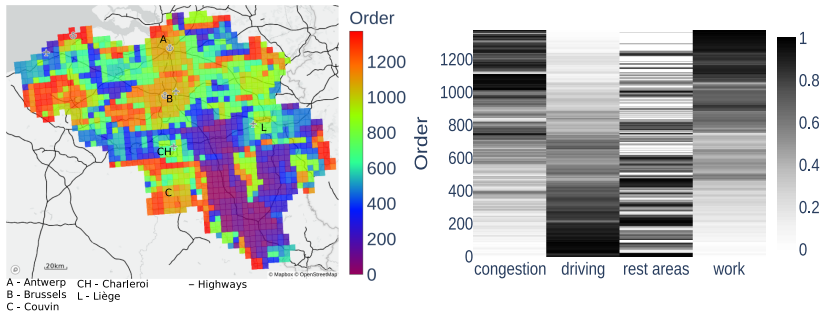 Order
1200
1000
800
600
400
200
0
A
B
L
CH
C
20km
© Mapbox © OpenStreetMap
A - Antwerp
B - Brussels
C - Couvin
CH - Charleroi
L - Liège
– Highways
Order
1200
1000
800
600
400
200
0
congestion
driving
rest areas
work
1
0.8
0.6
0.4
0.2
0